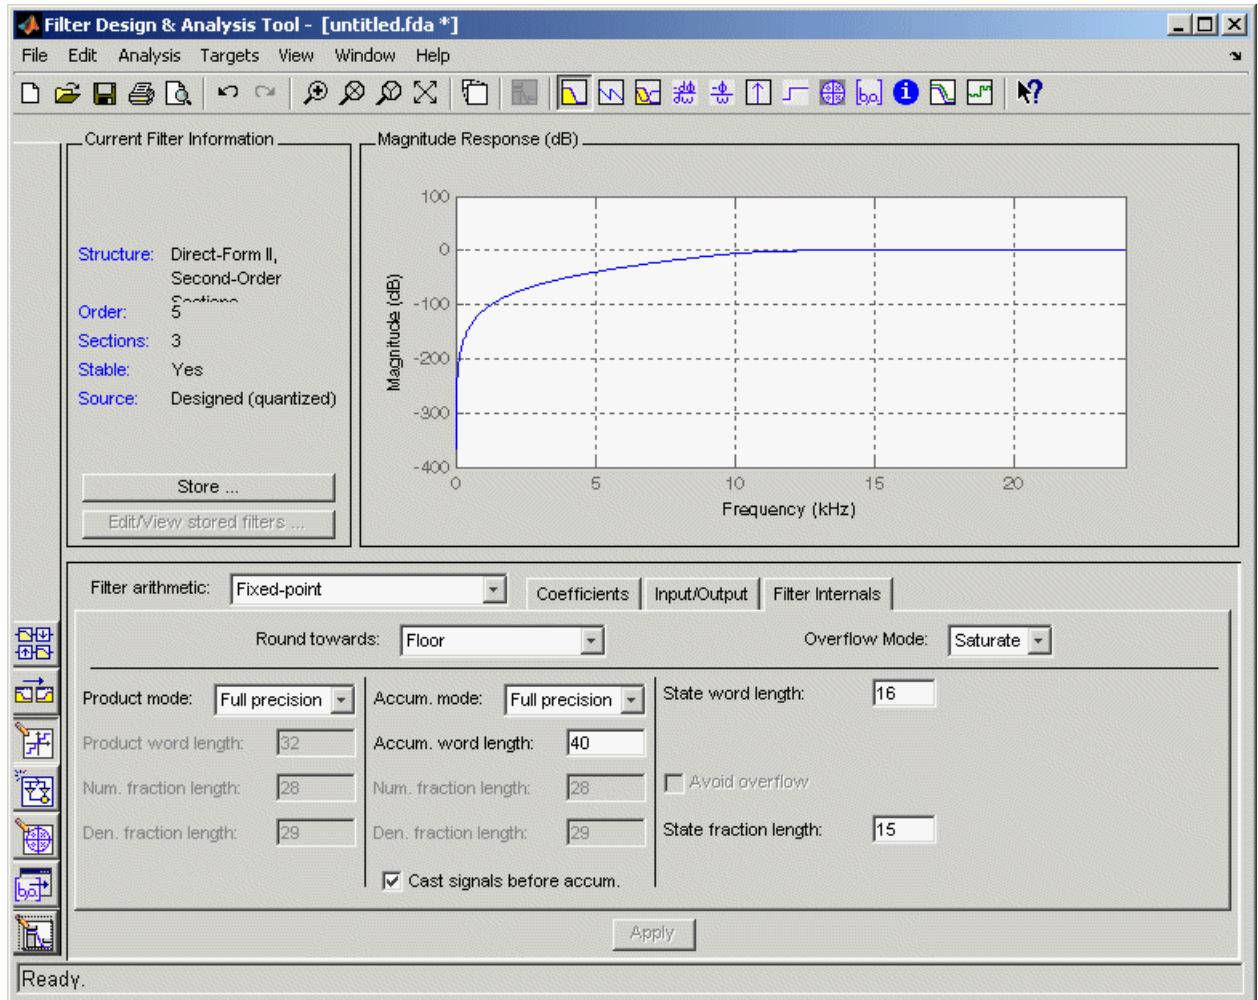 Filter Design & Analysis Tool - [untitled.fda *]
File Edit Analysis Targets View Window Help
Current Filter Information
Structure: Direct-Form II,
Second-Order
Sections
Order: 5
Sections: 3
Stable: Yes
Source: Designed (quantized)
Store ...
Edit/View stored filters ...
Magnitude Response (dB)
100
0
-100
-200
-300
-400
Magnitude (dB)
0 5 10 15 20
Frequency (kHz)
Filter arithmetic: Fixed-point
Coefficients Input/Output Filter Internals
Round towards: Floor Overflow Mode: Saturate
Product mode: Full precision
Product word length: 32
Num. fraction length: 28
Den. fraction length: 29
Accum. mode: Full precision
Accum. word length: 40
Num. fraction length: 28
Den. fraction length: 29
Cast signals before accum.
State word length: 16
Avoid overflow
State fraction length: 15
Apply
Ready.